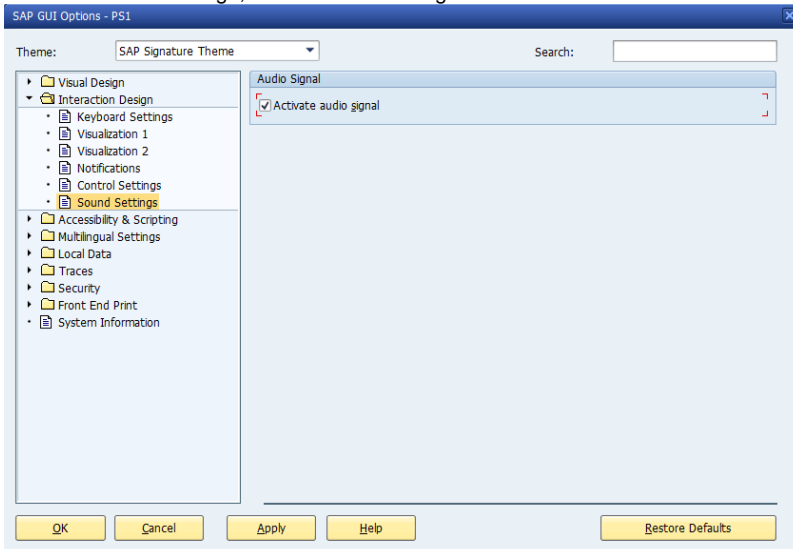 SAP GUI Options - PS1
Theme: SAP Signature Theme Search:
Visual Design
Interaction Design
Keyboard Settings
Visualization 1
Visualization 2
Notifications
Control Settings
Sound Settings
Accessibility & Scripting
Multilingual Settings
Local Data
Traces
Security
Front End Print
System Information
Audio Signal
Activate audio signal
OK Cancel Apply Help Restore Defaults